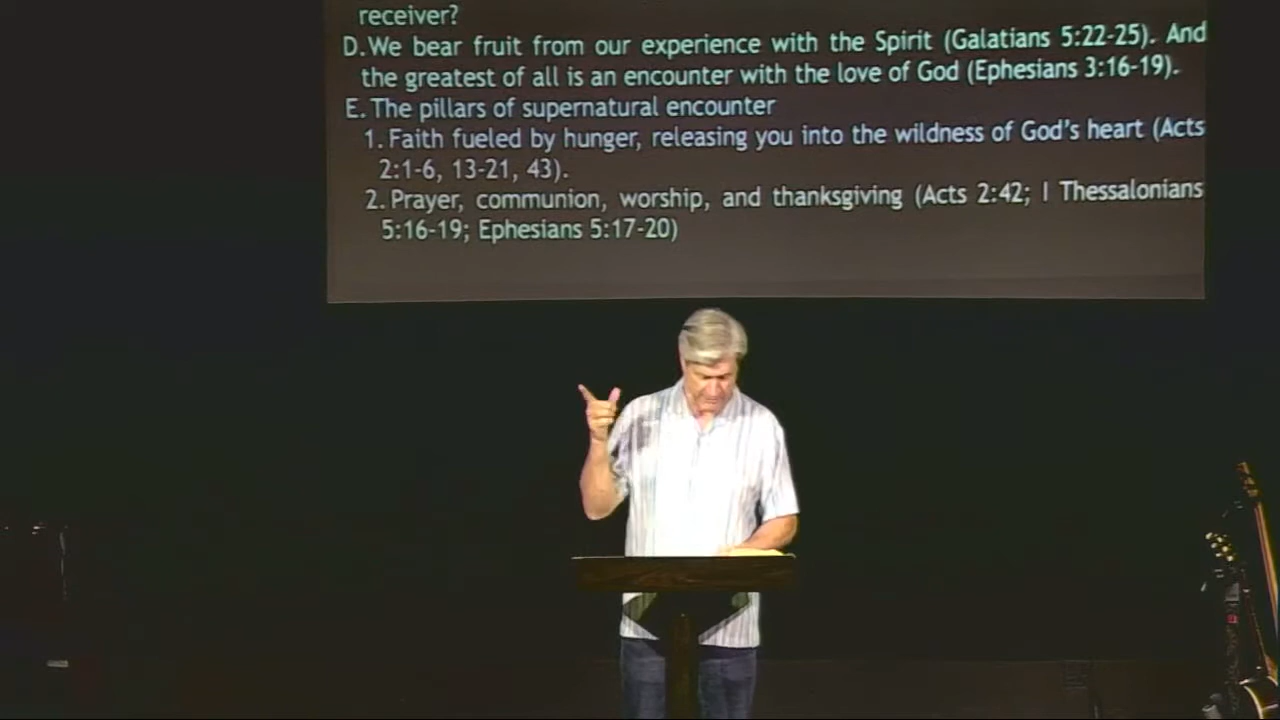 receiver?
D. We bear fruit from our experience with the Spirit (Galatians 5:22-25). And
the greatest of all is an encounter with the love of God (Ephesians 3:16-19).
E. The pillars of supernatural encounter
1. Faith fueled by hunger, releasing you into the wildness of God's heart (Acts
2:1-6, 13-21, 43).
2. Prayer, communion, worship, and thanksgiving (Acts 2:42; I Thessalonians
5:16-19; Ephesians 5:17-20)